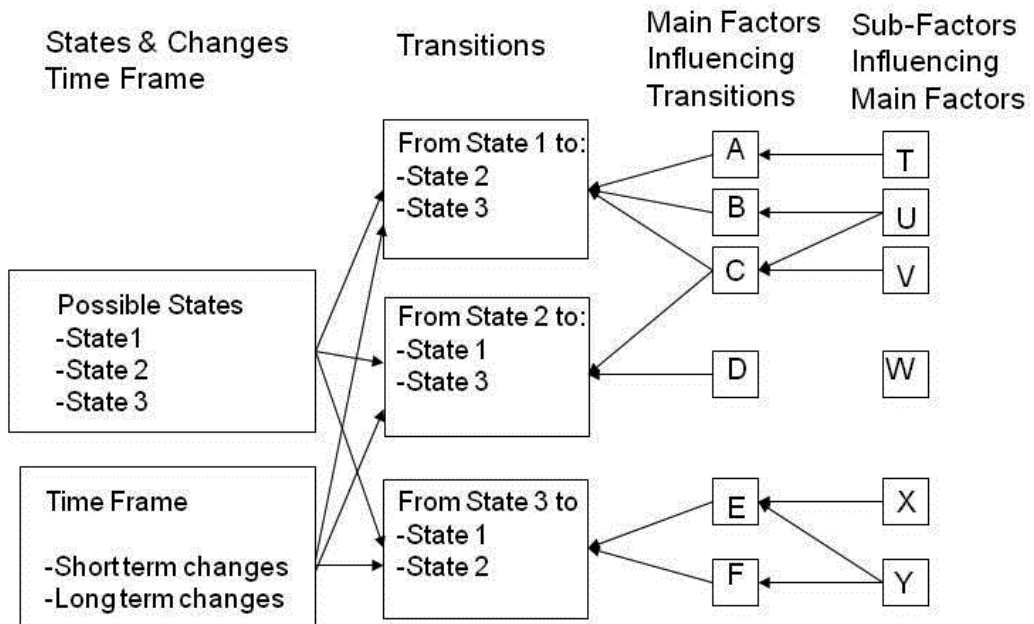 States & Changes
Time Frame
Transitions
Main Factors
Influencing
Transitions
Sub-Factors
Influencing
Main Factors
Possible States
-State1
-State 2
-State 3
Time Frame
-Short term changes
-Long term changes
From State 1 to:
-State 2
-State 3
From State 2 to:
-State 1
-State 3
From State 3 to
-State 1
-State 2
A
B
C
D
E
F
T
U
V
W
X
Y